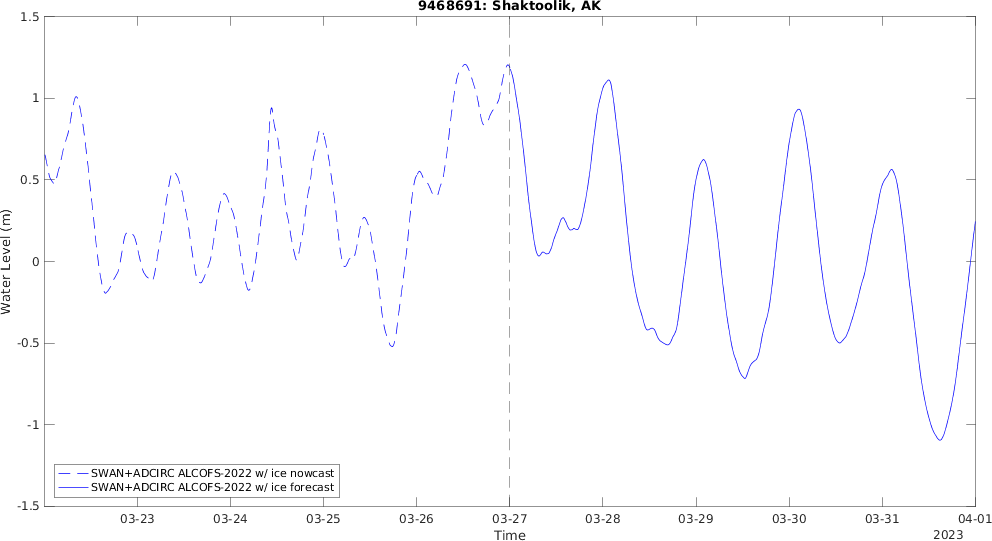 9468691: Shaktoolik, AK
1.5
1
0.5
0
-0.5
-1
-1.5
Water Level (m)
SWAN+ADCIRC ALCOFS-2022 w/ ice nowcast
SWAN+ADCIRC ALCOFS-2022 w/ ice forecast
03-23 03-24 03-25 03-26 03-27 03-28 03-29 03-30 03-31 04-01
Time
2023